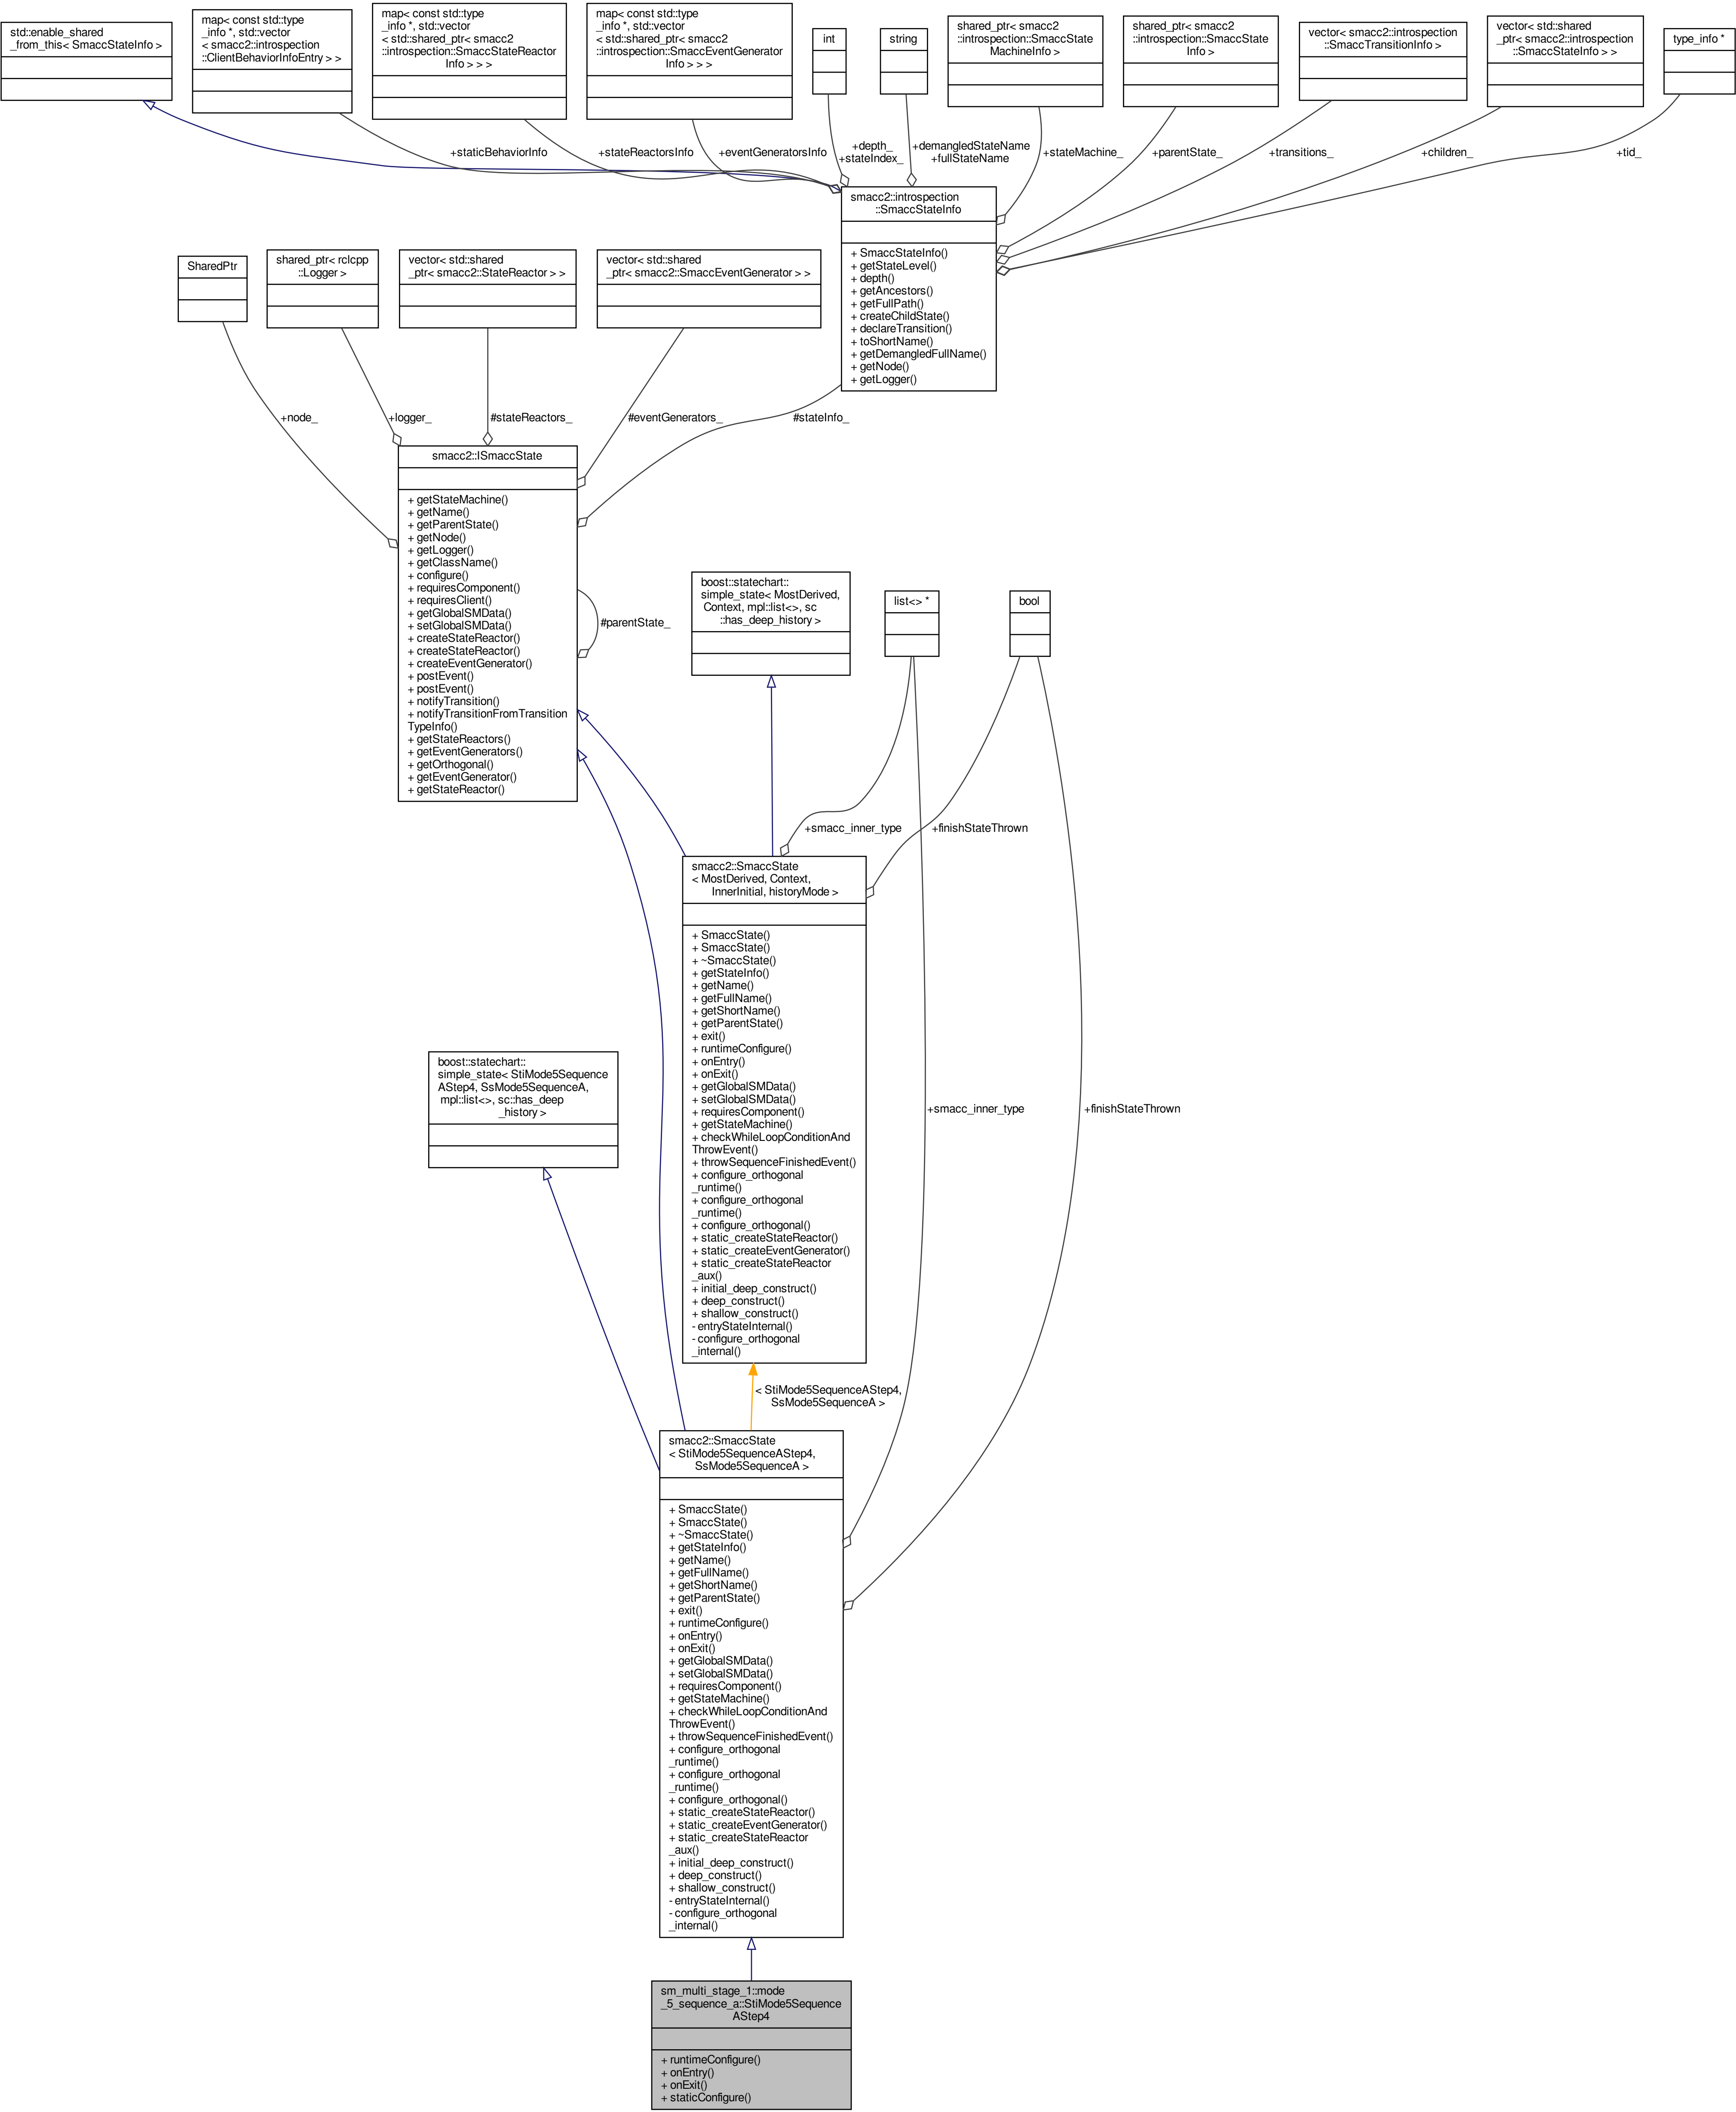 std::enable_shared
_from_this< SmaccStateInfo >
map< const std::type
_info *, std::vector
< smacc2::introspection
::ClientBehaviorInfoEntry > >
map< const std::type
_info *, std::vector
< std::shared_ptr< smacc2
::introspection::SmaccStateReactor
Info > > >
map< const std::type
_info *, std::vector
< std::shared_ptr< smacc2
::introspection::SmaccEventGenerator
Info > > >
int
string
shared_ptr< smacc2
::introspection::SmaccState
MachineInfo >
shared_ptr< smacc2
::introspection::SmaccState
Info >
vector< smacc2::introspection
::SmaccTransitionInfo >
vector< std::shared
_ptr< smacc2::introspection
::SmaccStateInfo > >
type_info *
+staticBehaviorInfo
+stateReactorsInfo
+eventGeneratorsInfo
+depth_
+stateIndex_
+demangledStateName
+fullStateName
+stateMachine_
+parentState_
+transitions_
+children_
+tid_
smacc2::introspection
::SmaccStateInfo
+ SmaccStateInfo()
+ getStateLevel()
+ depth()
+ getAncestors()
+ getFullPath()
+ createChildState()
+ declareTransition()
+ toShortName()
+ getDemangledFullName()
+ getNode()
+ getLogger()
SharedPtr
shared_ptr< rclcpp
::Logger >
vector< std::shared
_ptr< smacc2::StateReactor > >
vector< std::shared
_ptr< smacc2::SmaccEventGenerator > >
+node_
+logger_
#stateReactors_
#eventGenerators_
#stateInfo_
smacc2::ISmaccState
+ getStateMachine()
+ getName()
+ getParentState()
+ getNode()
+ getLogger()
+ getClassName()
+ configure()
+ requiresComponent()
+ requiresClient()
+ getGlobalSMData()
+ setGlobalSMData()
+ createStateReactor()
+ createStateReactor()
+ createEventGenerator()
+ postEvent()
+ postEvent()
+ notifyTransition()
+ notifyTransitionFromTransition
TypeInfo()
+ getStateReactors()
+ getEventGenerators()
+ getOrthogonal()
+ getEventGenerator()
+ getStateReactor()
#parentState_
boost::statechart::
simple_state< MostDerived,
Context, mpl::list<>, sc
::has_deep_history >
list<> *
bool
+smacc_inner_type
+finishStateThrown
smacc2::SmaccState
< MostDerived, Context,
InnerInitial, historyMode >
+ SmaccState()
+ SmaccState()
+ ~SmaccState()
+ getStateInfo()
+ getName()
+ getFullName()
+ getShortName()
+ getParentState()
+ exit()
+ runtimeConfigure()
+ onEntry()
+ onExit()
+ getGlobalSMData()
+ setGlobalSMData()
+ requiresComponent()
+ getStateMachine()
+ checkWhileLoopConditionAnd
ThrowEvent()
+ throwSequenceFinishedEvent()
+ configure_orthogonal
_runtime()
+ configure_orthogonal
_runtime()
+ configure_orthogonal()
+ static_createStateReactor()
+ static_createEventGenerator()
+ static_createStateReactor
_aux()
+ initial_deep_construct()
+ deep_construct()
+ shallow_construct()
- entryStateInternal()
- configure_orthogonal
_internal()
boost::statechart::
simple_state< StiMode5Sequence
AStep4, SsMode5SequenceA,
mpl::list<>, sc::has_deep
_history >
+smacc_inner_type
+finishStateThrown
< StiMode5SequenceAStep4,
SsMode5SequenceA >
smacc2::SmaccState
< StiMode5SequenceAStep4,
SsMode5SequenceA >
+ SmaccState()
+ SmaccState()
+ ~SmaccState()
+ getStateInfo()
+ getName()
+ getFullName()
+ getShortName()
+ getParentState()
+ exit()
+ runtimeConfigure()
+ onEntry()
+ onExit()
+ getGlobalSMData()
+ setGlobalSMData()
+ requiresComponent()
+ getStateMachine()
+ checkWhileLoopConditionAnd
ThrowEvent()
+ throwSequenceFinishedEvent()
+ configure_orthogonal
_runtime()
+ configure_orthogonal
_runtime()
+ configure_orthogonal()
+ static_createStateReactor()
+ static_createEventGenerator()
+ static_createStateReactor
_aux()
+ initial_deep_construct()
+ deep_construct()
+ shallow_construct()
- entryStateInternal()
- configure_orthogonal
_internal()
sm_multi_stage_1::mode
_5_sequence_a::StiMode5Sequence
AStep4
+ runtimeConfigure()
+ onEntry()
+ onExit()
+ staticConfigure()